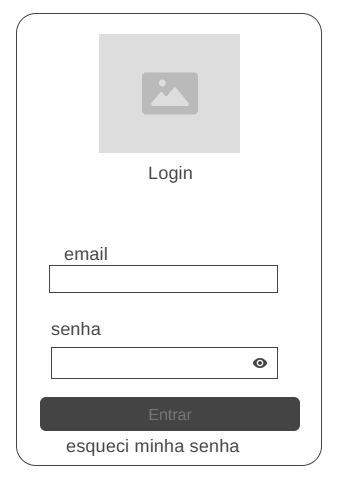 Login
email
senha
Entrar
esqueci minha senha